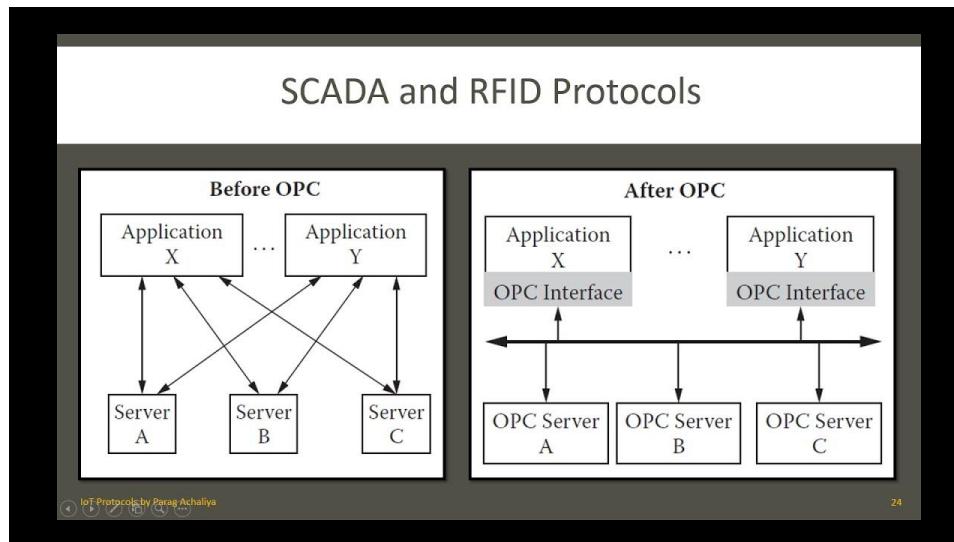 SCADA and RFID Protocols
Before OPC
Application
X
...
Application
Y
Server
A
Server
B
Server
C
After OPC
Application
X
OPC Interface
...
Application
Y
OPC Interface
OPC Server
A
OPC Server
B
OPC Server
C
IoT Protocols by Parag Achaliya
24